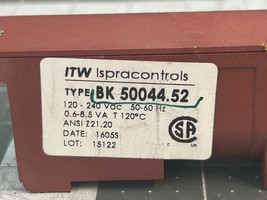 ITW Ispracontrols
TYPE BK 50044.52
120 - 240 Vac 50-60 Hz
0.6-8.5 VA T 120°C
ANSI Z21.20
DATE: 1605S
LOT: 15122
SA